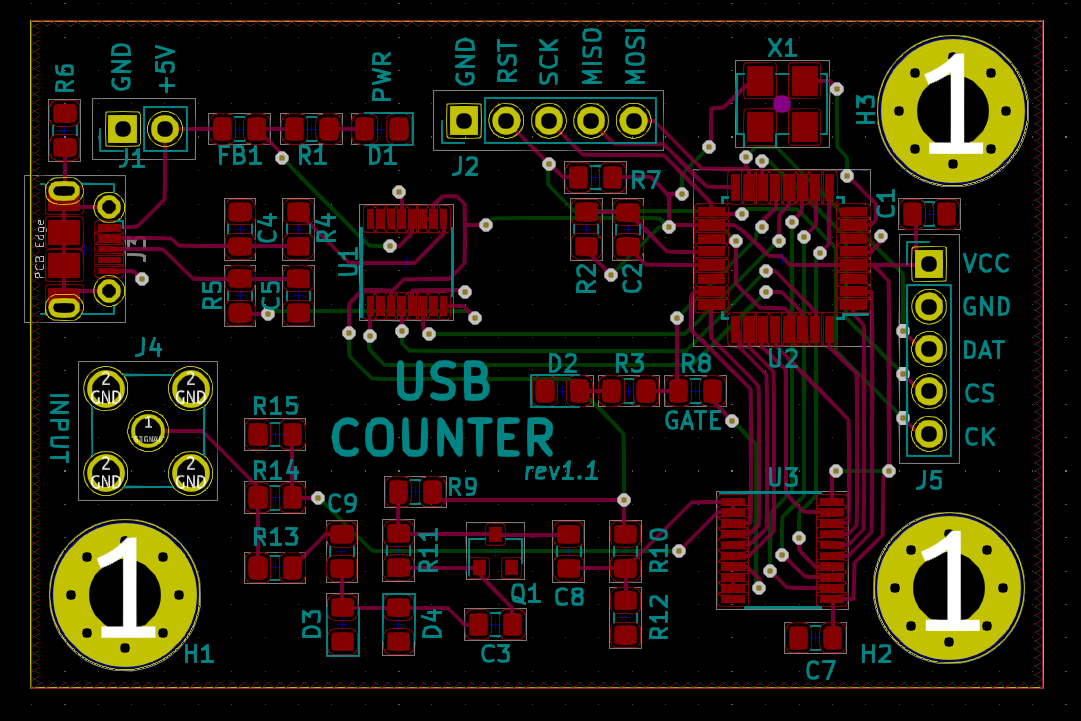 R6
GND
+5V
PWR
GND
RST
SCK
MISO
MOSI
X1
1
H3
J1
FB1
R1
D1
J2
R7
C1
PCB Edge
J3
C4
R4
U1
R2
C2
VCC
R5
C5
GND
J4
U2
DAT
D2
R3
R8
USB
COUNTER
rev1.1
GATE
CS
CK
INPUT
2
GND
2
GND
1
SIGNAL
2
GND
2
GND
R15
R14
R13
C9
R9
U3
J5
R11
Q1
C8
R10
R12
D3
D4
C3
C7
1
H1
1
H2